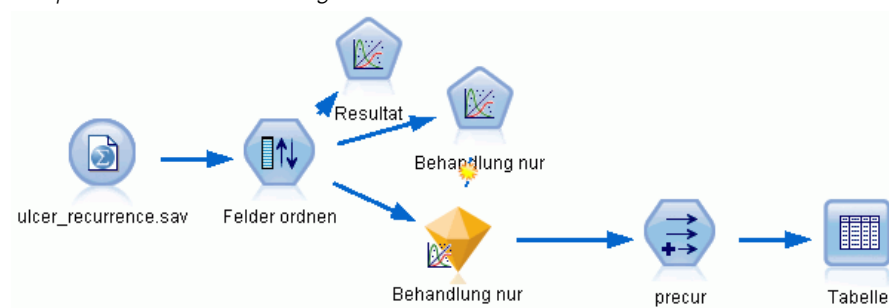 Resultat
Behandlung nur
ulcer_recurrence.sav
Felder ordnen
Behandlung nur
precur
Tabelle